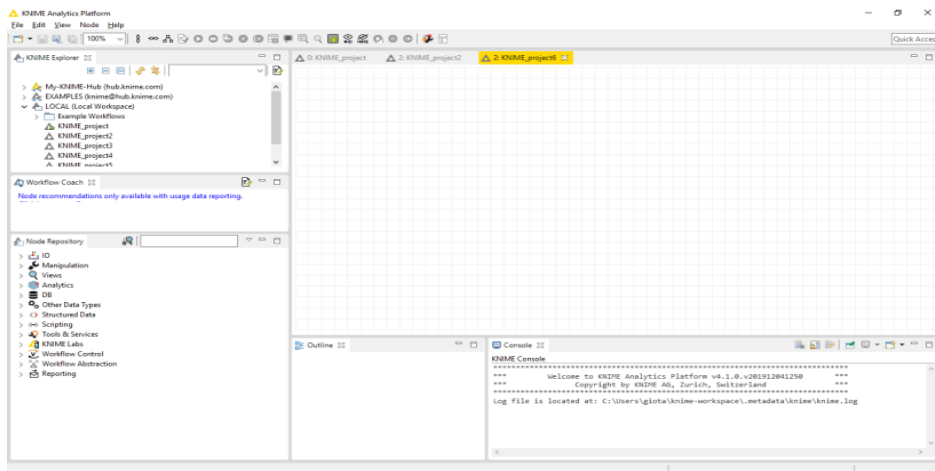 KNIME Analytics Platform
File Edit View Node Help
100%
Quick Acces
KNIME Explorer
My-KNIME-Hub (hub.knime.com)
EXAMPLES (knime@hub.knime.com)
LOCAL (Local Workspace)
Example Workflows
KNIME_project
KNIME_project2
KNIME_project3
KNIME_project4
KNIME_project5
0: KNIME_project
2: KNIME_project2
2: KNIME_project6
Workflow Coach
Node recommendations only available with usage data reporting.
Node Repository
IO
Manipulation
Views
Analytics
DB
Other Data Types
Structured Data
Scripting
Tools & Services
KNIME Labs
Workflow Control
Workflow Abstraction
Reporting
Outline
Console
KNIME Console
*** Welcome to KNIME Analytics Platform v4.1.0.v201912041250 ***
*** Copyright by KNIME AG, Zurich, Switzerland ***
Log file is located at: C:\Users\giota\knime-workspace\.metadata\knime\knime.log